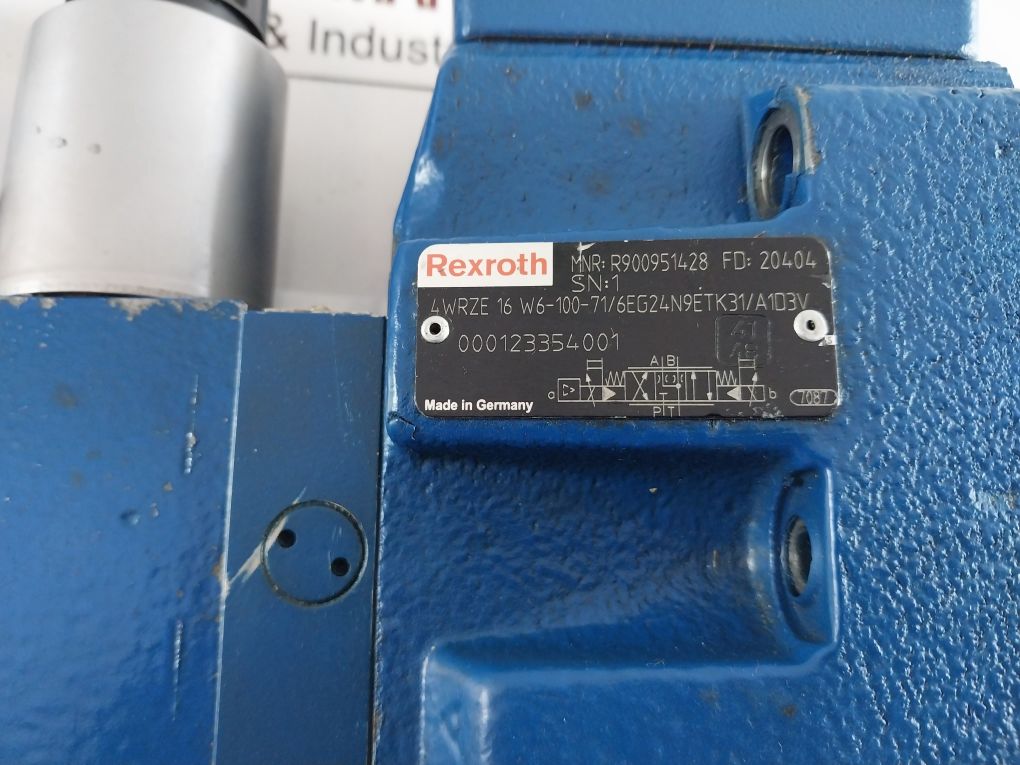 & Indust
Rexroth MNR: R900951428 FD: 20404
SN:1
4WRZE 16 W6-100-71/6EG24N9ETK31/A1D3V
000123354001
A B
a b
P T
Made in Germany 7087